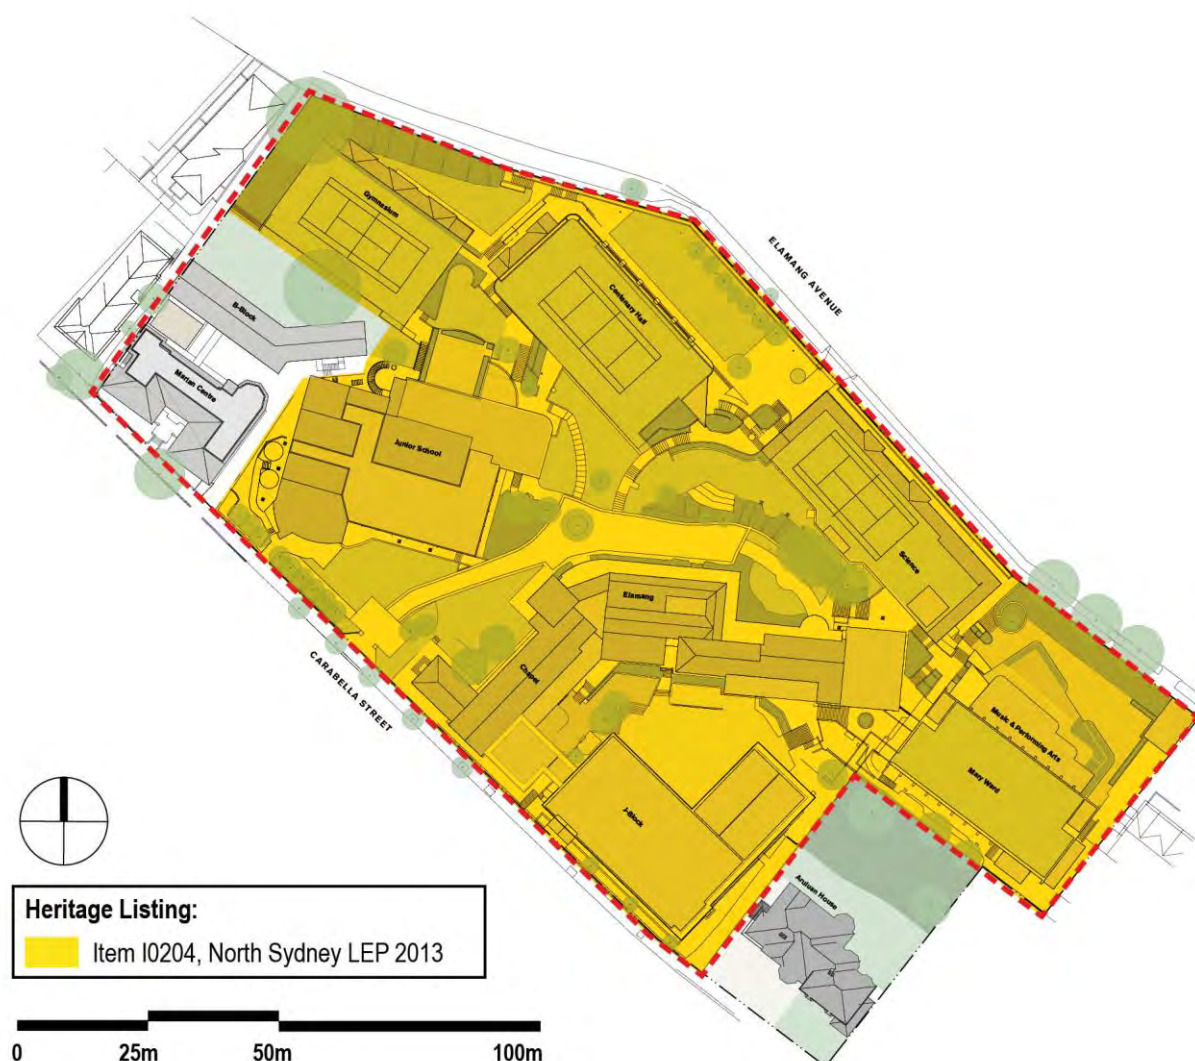 ELAMANG AVENUE
Gymnasium
Centenary Hall
B-Block
Marian Centre
Junior School
Science
Elamang
Chapel
CARABELLA STREET
Music & Performing Arts
Mary Ward
J-Block
Aruluan House
Heritage Listing:
Item I0204, North Sydney LEP 2013
0 25m 50m 100m